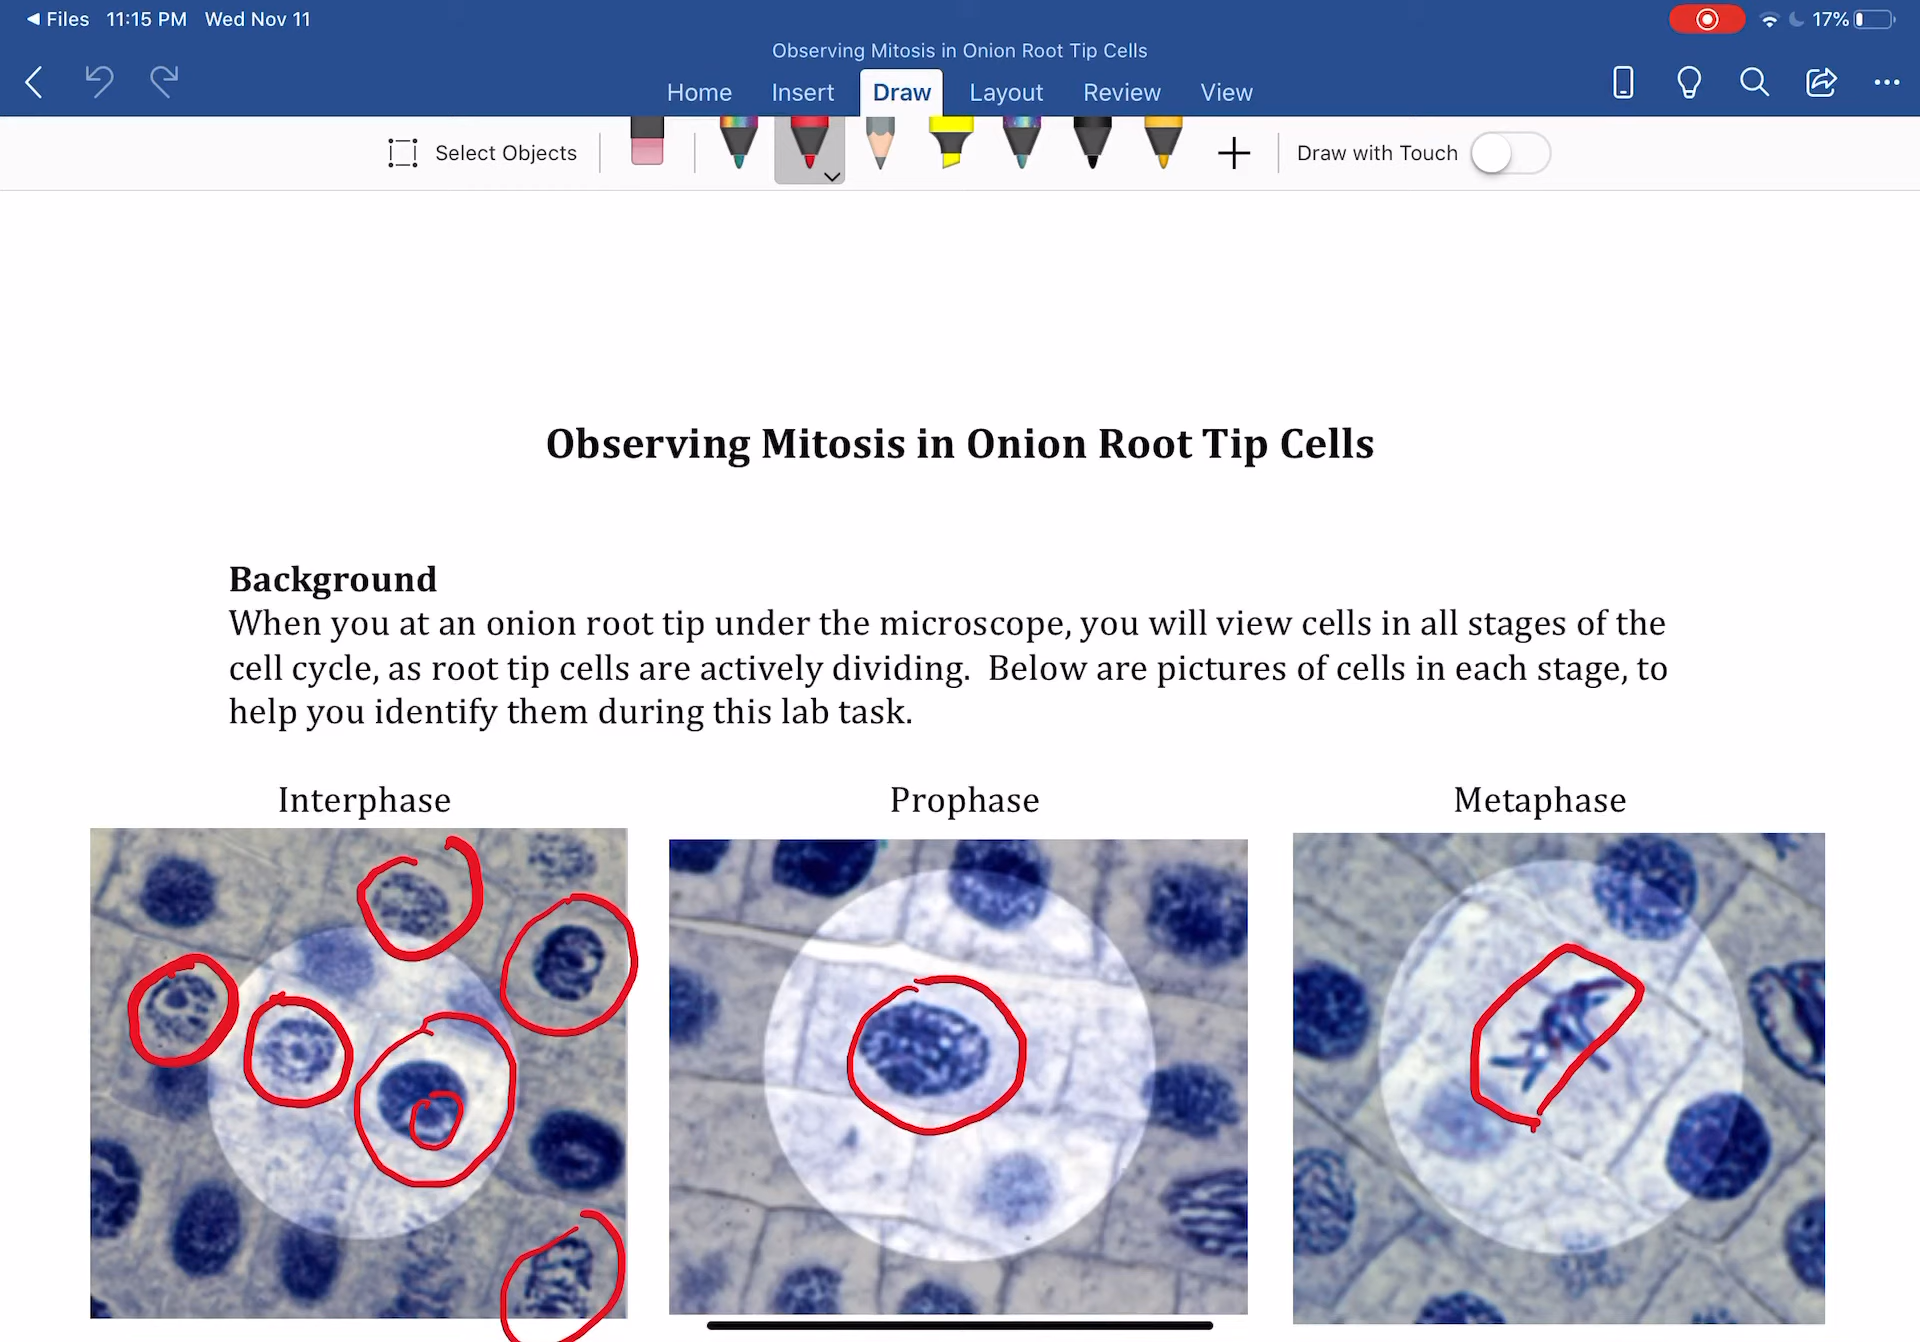 Files 11:15 PM Wed Nov 11
17%
Observing Mitosis in Onion Root Tip Cells
Home Insert Draw Layout Review View
Select Objects
Draw with Touch
Observing Mitosis in Onion Root Tip Cells
Background
When you at an onion root tip under the microscope, you will view cells in all stages of the
cell cycle, as root tip cells are actively dividing.  Below are pictures of cells in each stage, to
help you identify them during this lab task.
Interphase Prophase Metaphase